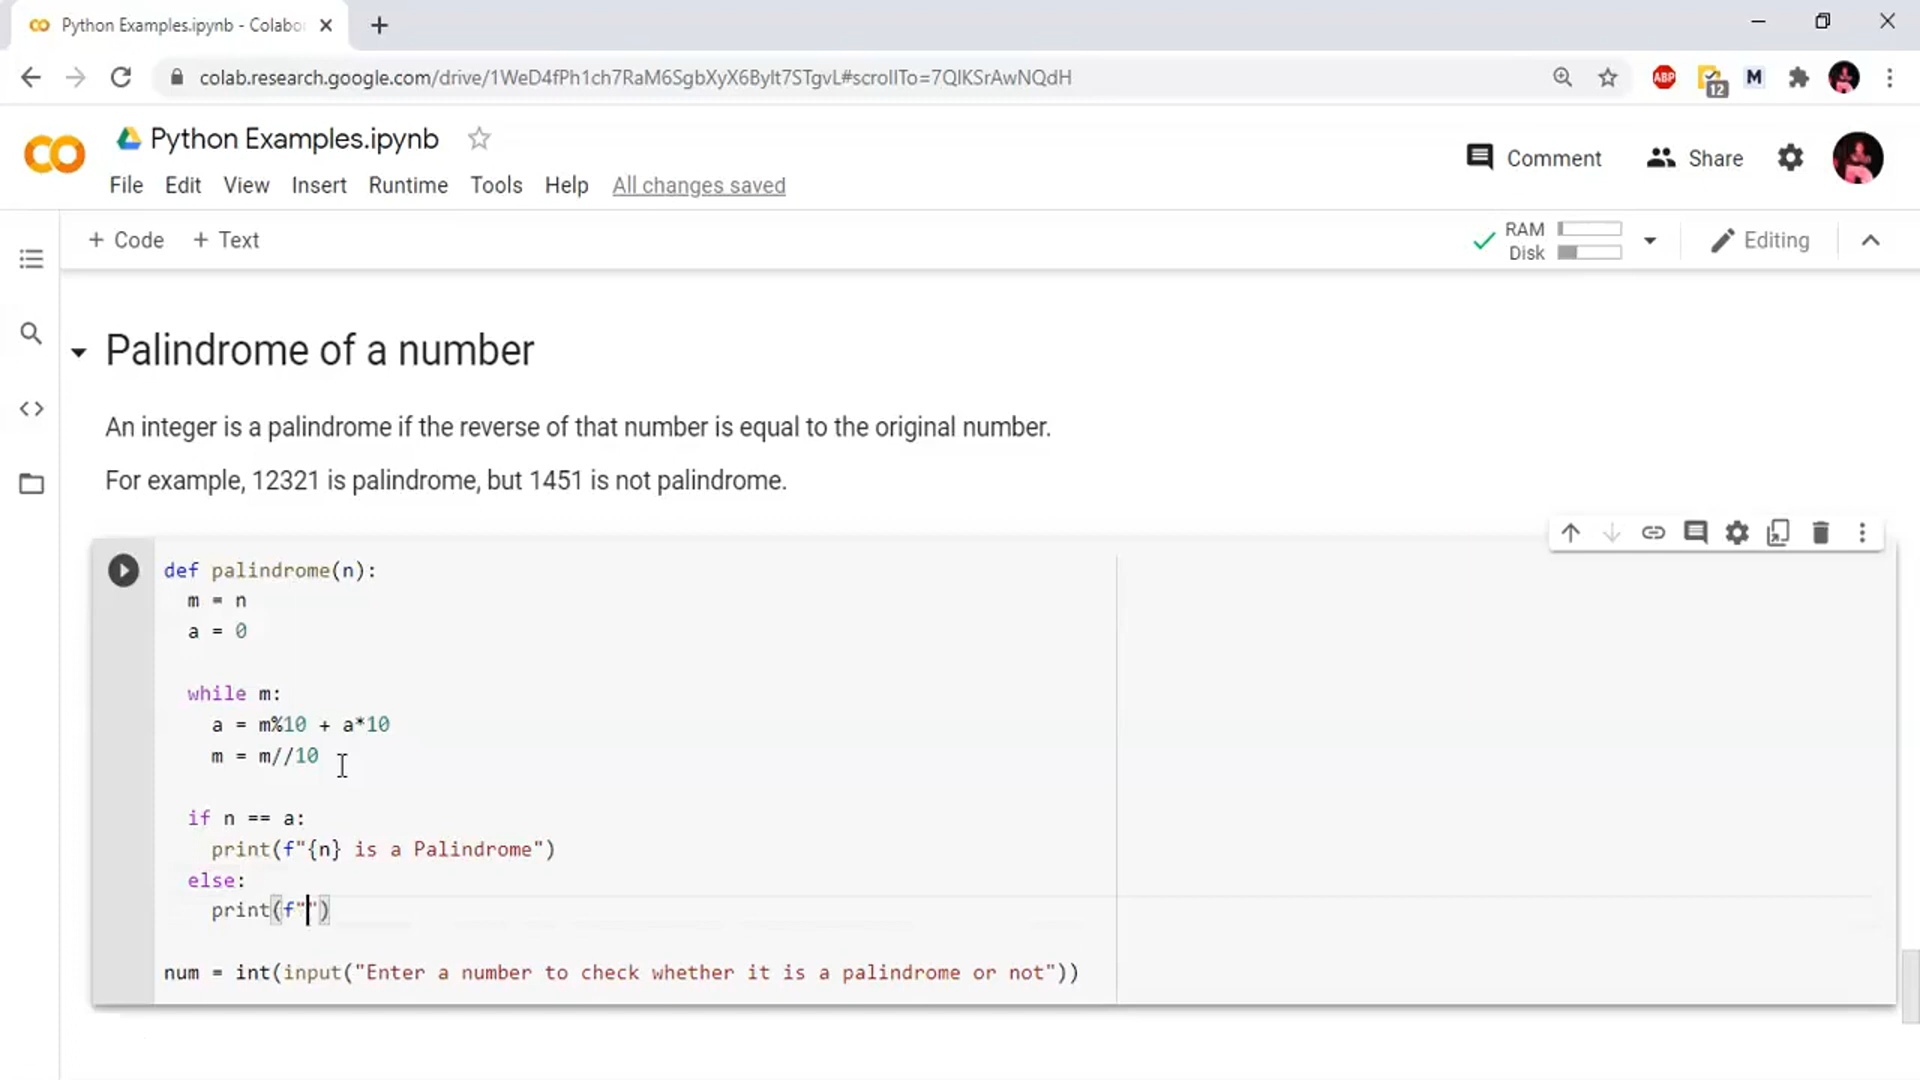 Python Examples.ipynb - Colabo
colab.research.google.com/drive/1WeD4fPh1ch7RaM6SgbXyX6Bylt7STgvL#scrollTo=7QlKSrAwNQdH
ABP
12
M
Python Examples.ipynb
Comment
Share
File Edit View Insert Runtime Tools Help All changes saved
+ Code + Text
RAM
Disk
Editing
Palindrome of a number
An integer is a palindrome if the reverse of that number is equal to the original number.
For example, 12321 is palindrome, but 1451 is not palindrome.
def palindrome(n):
m = n
a = 0
while m:
a = m%10 + a*10
m = m//10
if n == a:
print(f"{n} is a Palindrome")
else:
print(f"")
num = int(input("Enter a number to check whether it is a palindrome or not"))